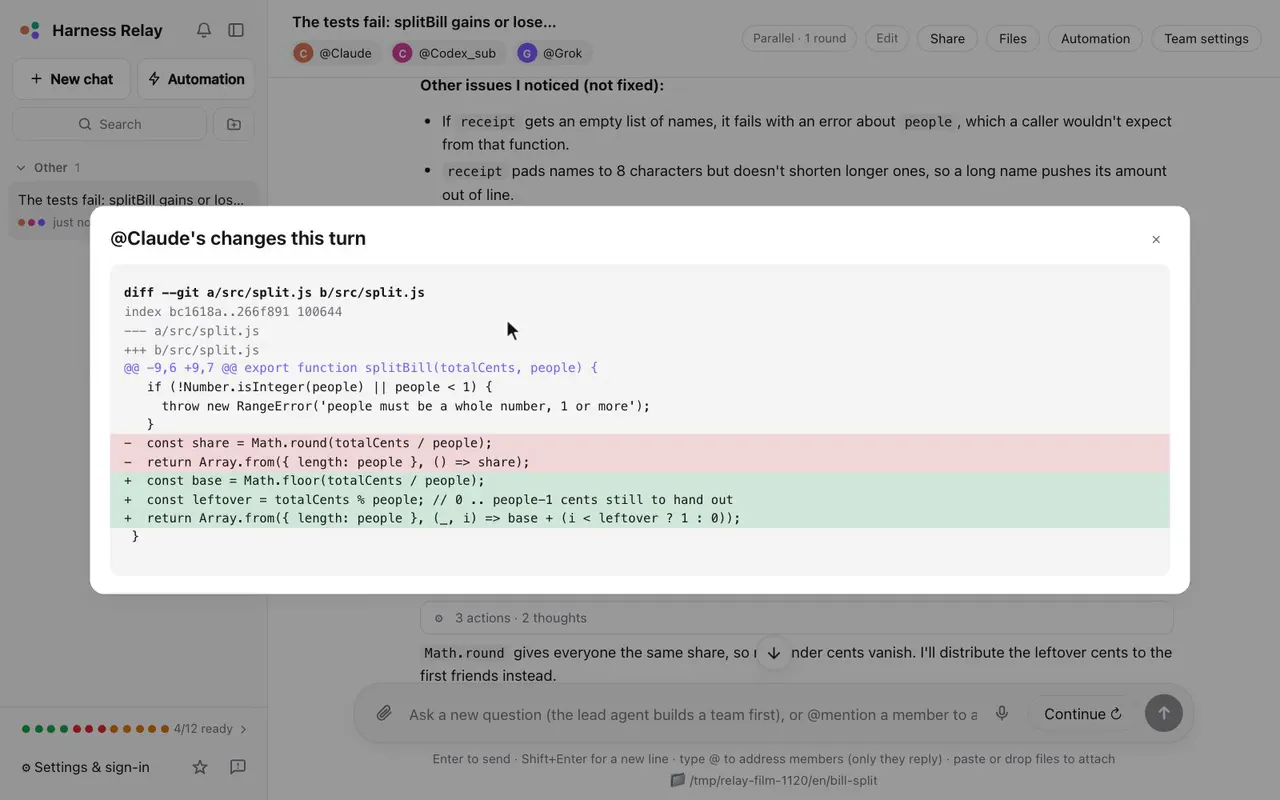 Harness Relay
+ New chat
Automation
Search
Other 1
The tests fail: splitBill gains or los...
just
The tests fail: splitBill gains or lose...
C @Claude
C @Codex_sub
G @Grok
Parallel · 1 round
Edit
Share
Files
Automation
Team settings
Other issues I noticed (not fixed):
• If receipt gets an empty list of names, it fails with an error about people , which a caller wouldn't expect
from that function.
• receipt pads names to 8 characters but doesn't shorten longer ones, so a long name pushes its amount
out of line.
@Claude's changes this turn
×
diff --git a/src/split.js b/src/split.js
index bc1618a..266f891 100644
--- a/src/split.js
+++ b/src/split.js
@@ -9,6 +9,7 @@ export function splitBill(totalCents, people) {
if (!Number.isInteger(people) || people < 1) {
throw new RangeError('people must be a whole number, 1 or more');
}
- const share = Math.round(totalCents / people);
- return Array.from({ length: people }, () => share);
+ const base = Math.floor(totalCents / people);
+ const leftover = totalCents % people; // 0 .. people-1 cents still to hand out
+ return Array.from({ length: people }, (_, i) => base + (i < leftover ? 1 : 0));
}
3 actions · 2 thoughts
Math.round gives everyone the same share, so nder cents vanish. I'll distribute the leftover cents to the
first friends instead.
Ask a new question (the lead agent builds a team first), or @mention a member to a
Continue
Enter to send · Shift+Enter for a new line · type @ to address members (only they reply) · paste or drop files to attach
/tmp/relay-film-1120/en/bill-split
4/12 ready
Settings & sign-in